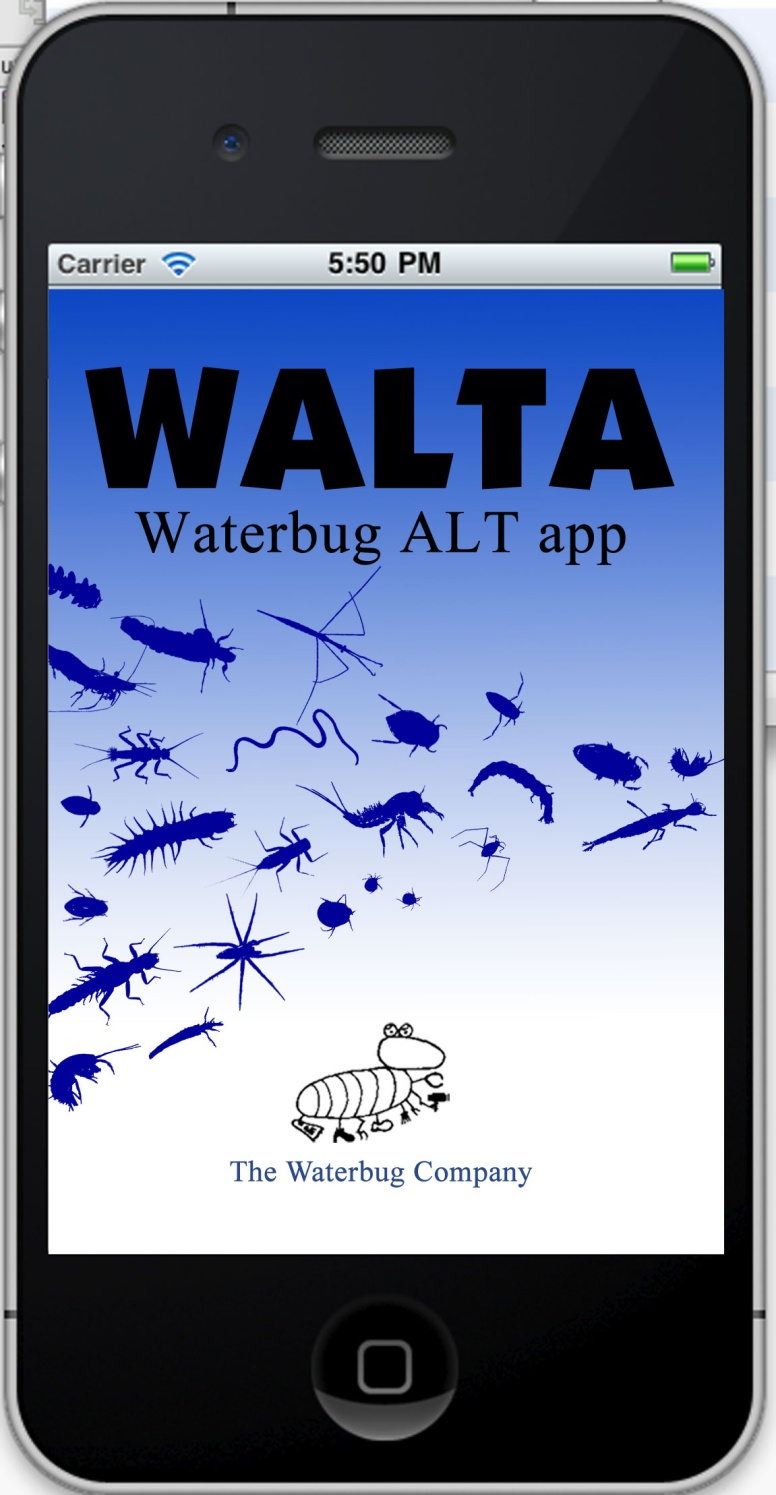 Carrier 5:50 PM
WALTA
Waterbug ALT app
The Waterbug Company